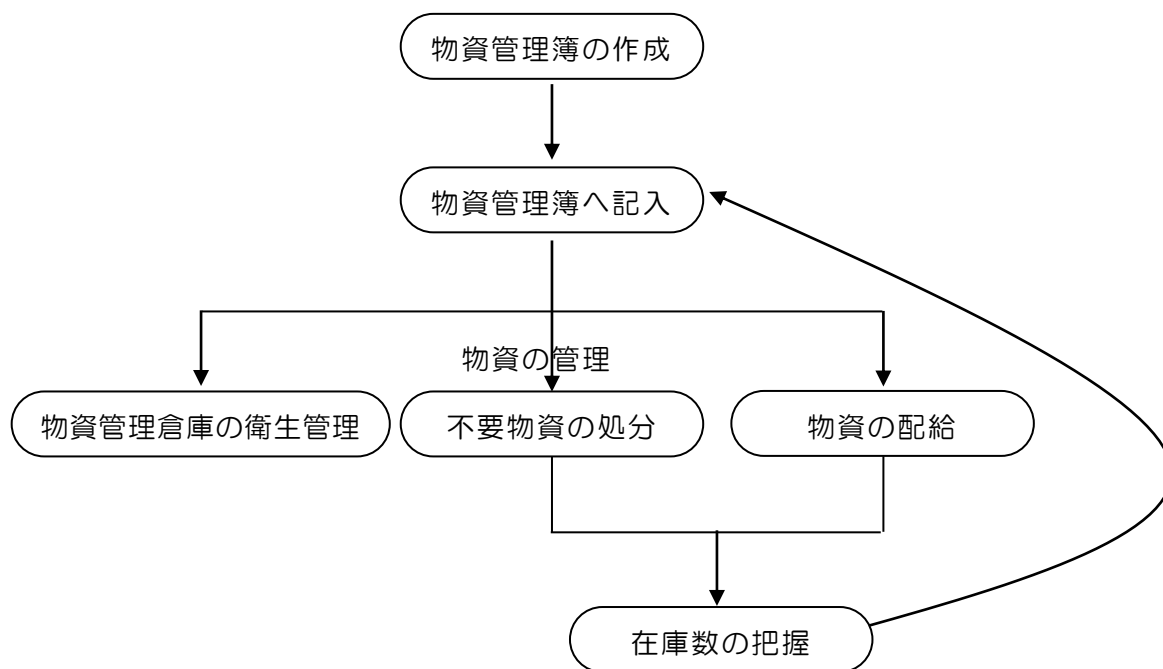 物資管理簿の作成
物資管理簿へ記入
物資の管理
物資管理倉庫の衛生管理
不要物資の処分
物資の配給
在庫数の把握